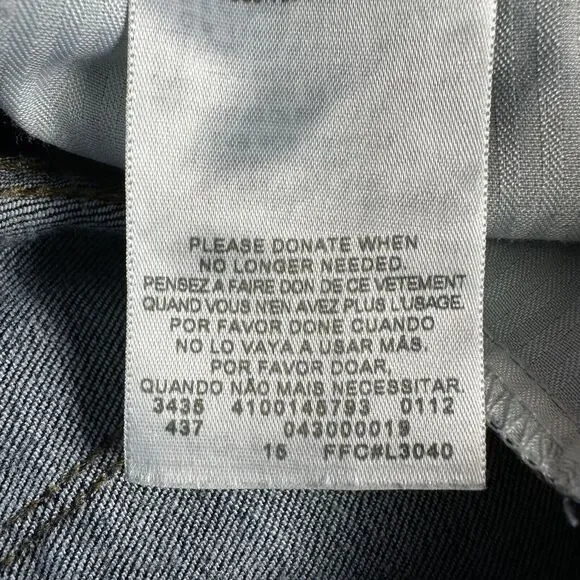 PLEASE DONATE WHEN
NO LONGER NEEDED.
PENSEZ A FAIRE DON DE CE VETEMENT
QUAND VOUS N'EN AVEZ PLUS L'USAGE.
POR FAVOR DONE CUANDO
NO LO VAYA A USAR MÁS.
POR FAVOR DOAR,
QUANDO NÃO MAIS NECESSITAR.
3435 4100145793 0112
437 043000019
15 FFC#L3040